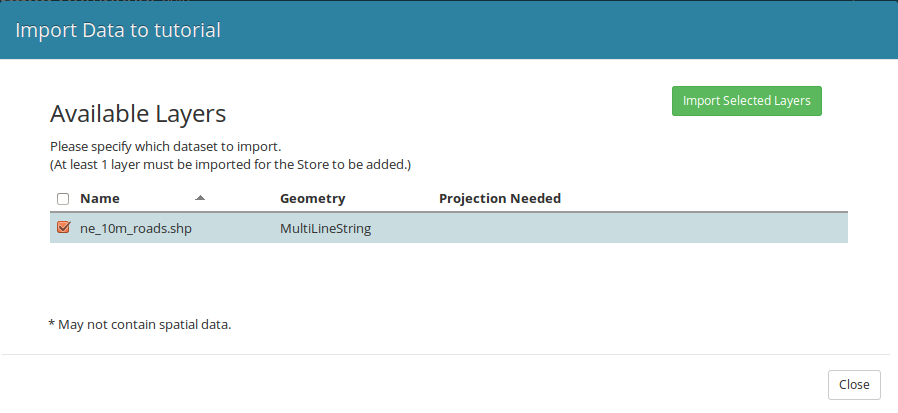 Import Data to tutorial
Import Selected Layers
Available Layers
Please specify which dataset to import.
(At least 1 layer must be imported for the Store to be added.)
Name Geometry Projection Needed
ne_10m_roads.shp MultiLineString
* May not contain spatial data.
Close